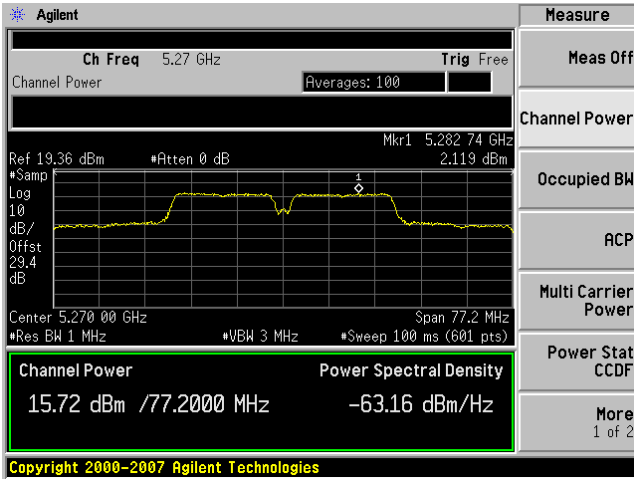 Agilent
Measure
Ch Freq 5.27 GHz Trig Free
Meas Off
Channel Power Averages: 100
Channel Power
Mkr1 5.282 74 GHz
Ref 19.36 dBm #Atten 0 dB 2.119 dBm
#Samp
1
Occupied BW
Log
10
dB/
ACP
Offst
29.4
dB
Multi Carrier
Power
Center 5.270 00 GHz Span 77.2 MHz
#Res BW 1 MHz #VBW 3 MHz #Sweep 100 ms (601 pts)
Power Stat
CCDF
Channel Power Power Spectral Density
15.72 dBm /77.2000 MHz -63.16 dBm/Hz
More
1 of 2
Copyright 2000-2007 Agilent Technologies